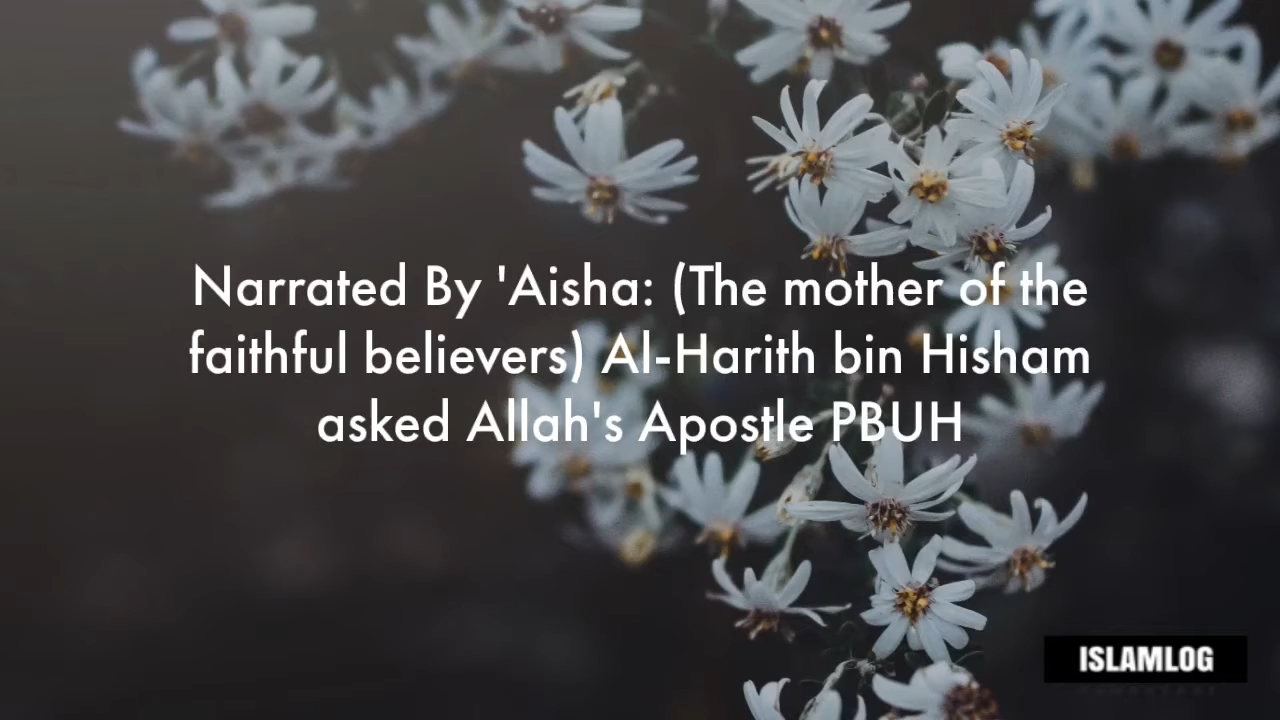 Narrated By 'Aisha: (The mother of the
faithful believers) Al-Harith bin Hisham
asked Allah's Apostle PBUH
ISLAMLOG